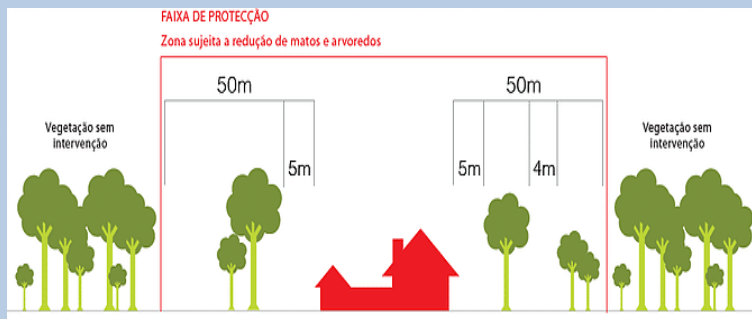 FAIXA DE PROTECÇÃO
Zona sujeita a redução de matos e arvoredos
50m
50m
Vegetação sem
intervenção
Vegetação sem
intervenção
5m
5m
4m